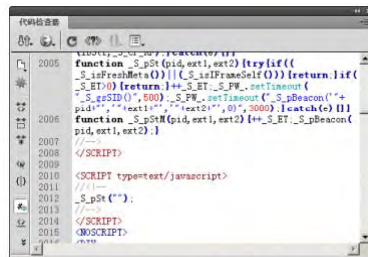 代码检查器
2005 function _S_pSt(pid,ext1,ext2){try{if((
_S_isFreshMeta())||(_S_isIFrameSelf())){return;}if(
_S_ET>0){return;}++_S_ET;_S_PW_.setTimeout(
"_S_gsSID()",500);_S_PW_.setTimeout("_S_pBeacon('"+
pid+"','"+ext1+"','"+ext2+"',0)",3000);}catch(e){}}
2006 function _S_pStM(pid,ext1,ext2){++_S_ET;_S_pBeacon(
pid,ext1,ext2);}
2007 //-->
2008 </SCRIPT>
2009
2010 <SCRIPT type=text/javascript>
2011 //<!--
2012 _S_pSt("");
2013 //-->
2014 </SCRIPT>
2015 <NOSCRIPT>
<DIV